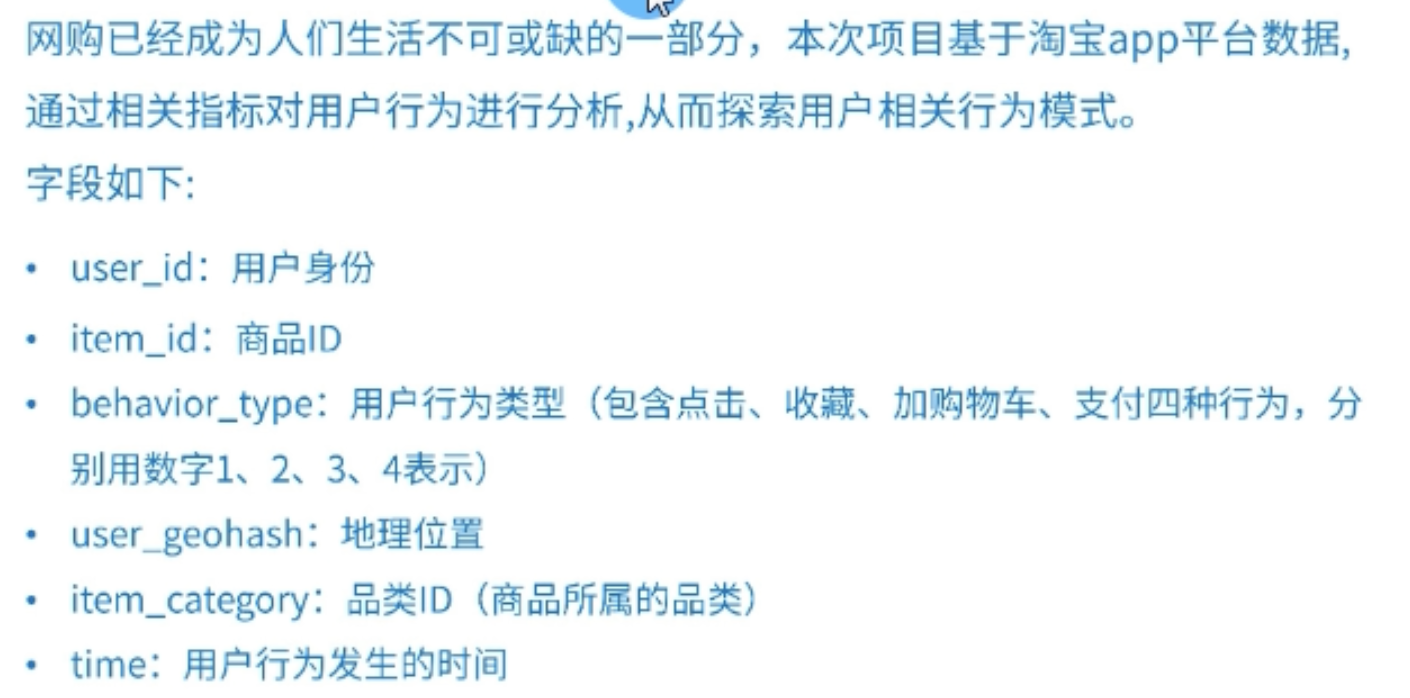 网购已经成为人们生活不可或缺的一部分，本次项目基于淘宝app平台数据,
通过相关指标对用户行为进行分析,从而探索用户相关行为模式。
字段如下:
• user_id：用户身份
• item_id：商品ID
• behavior_type：用户行为类型（包含点击、收藏、加购物车、支付四种行为，分
别用数字1、2、3、4表示）
• user_geohash：地理位置
• item_category：品类ID（商品所属的品类）
• time：用户行为发生的时间